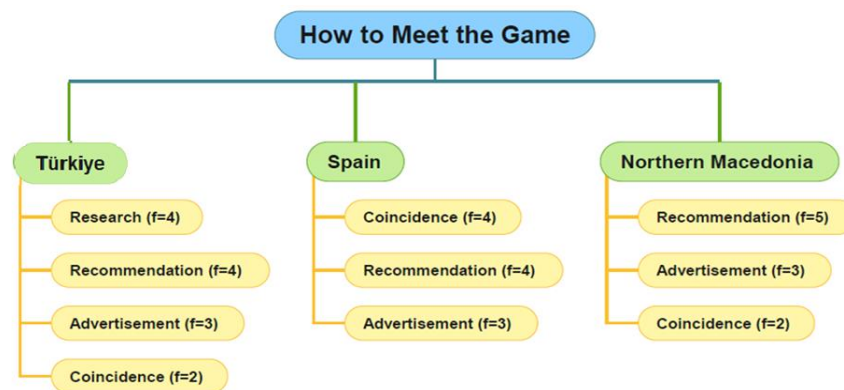 How to Meet the Game
Türkiye
Research (f=4)
Recommendation (f=4)
Advertisement (f=3)
Coincidence (f=2)
Spain
Coincidence (f=4)
Recommendation (f=4)
Advertisement (f=3)
Northern Macedonia
Recommendation (f=5)
Advertisement (f=3)
Coincidence (f=2)